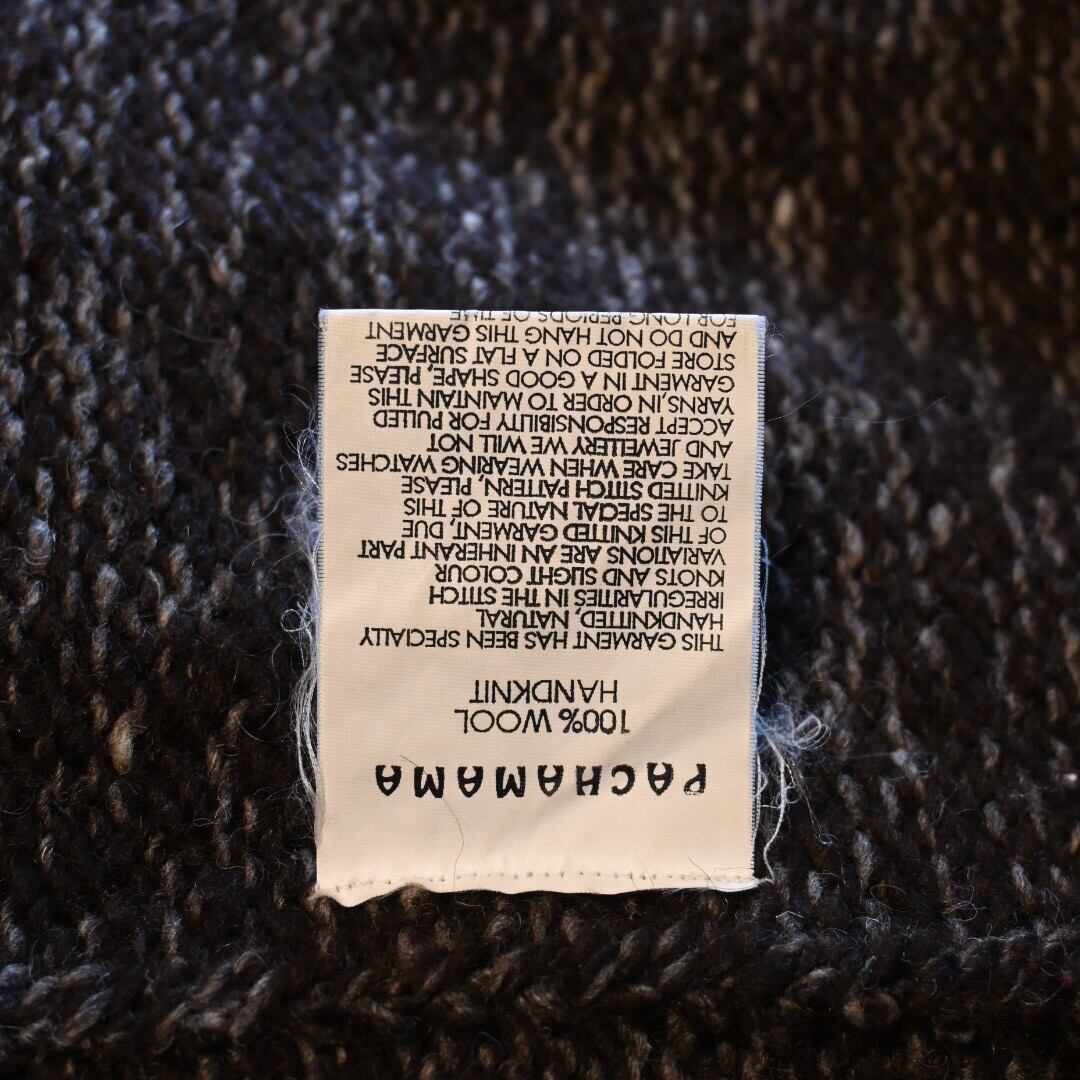 PACHAMAMA
100% WOOL
HANDKNIT
THIS GARMENT HAS BEEN SPECIALLY
HANDKNITTED, NATURAL
IRREGULARITIES IN THE STITCH
KNOTS AND SLIGHT COLOUR
VARIATIONS ARE AN INHERANT PART
OF THIS KNITTED GARMENT, DUE
TO THE SPECIAL NATURE OF THIS
KNITTED STITCH PATTERN, PLEASE
TAKE CARE WHEN WEARING WATCHES
AND JEWELLERY WE WILL NOT
ACCEPT RESPONSIBILITY FOR PULLED
YARNS, IN ORDER TO MAINTAIN THIS
GARMENT IN A GOOD SHAPE, PLEASE
STORE FOLDED ON A FLAT SURFACE
AND DO NOT HANG THIS GARMENT
FOR LONG PERIODS OF TIME